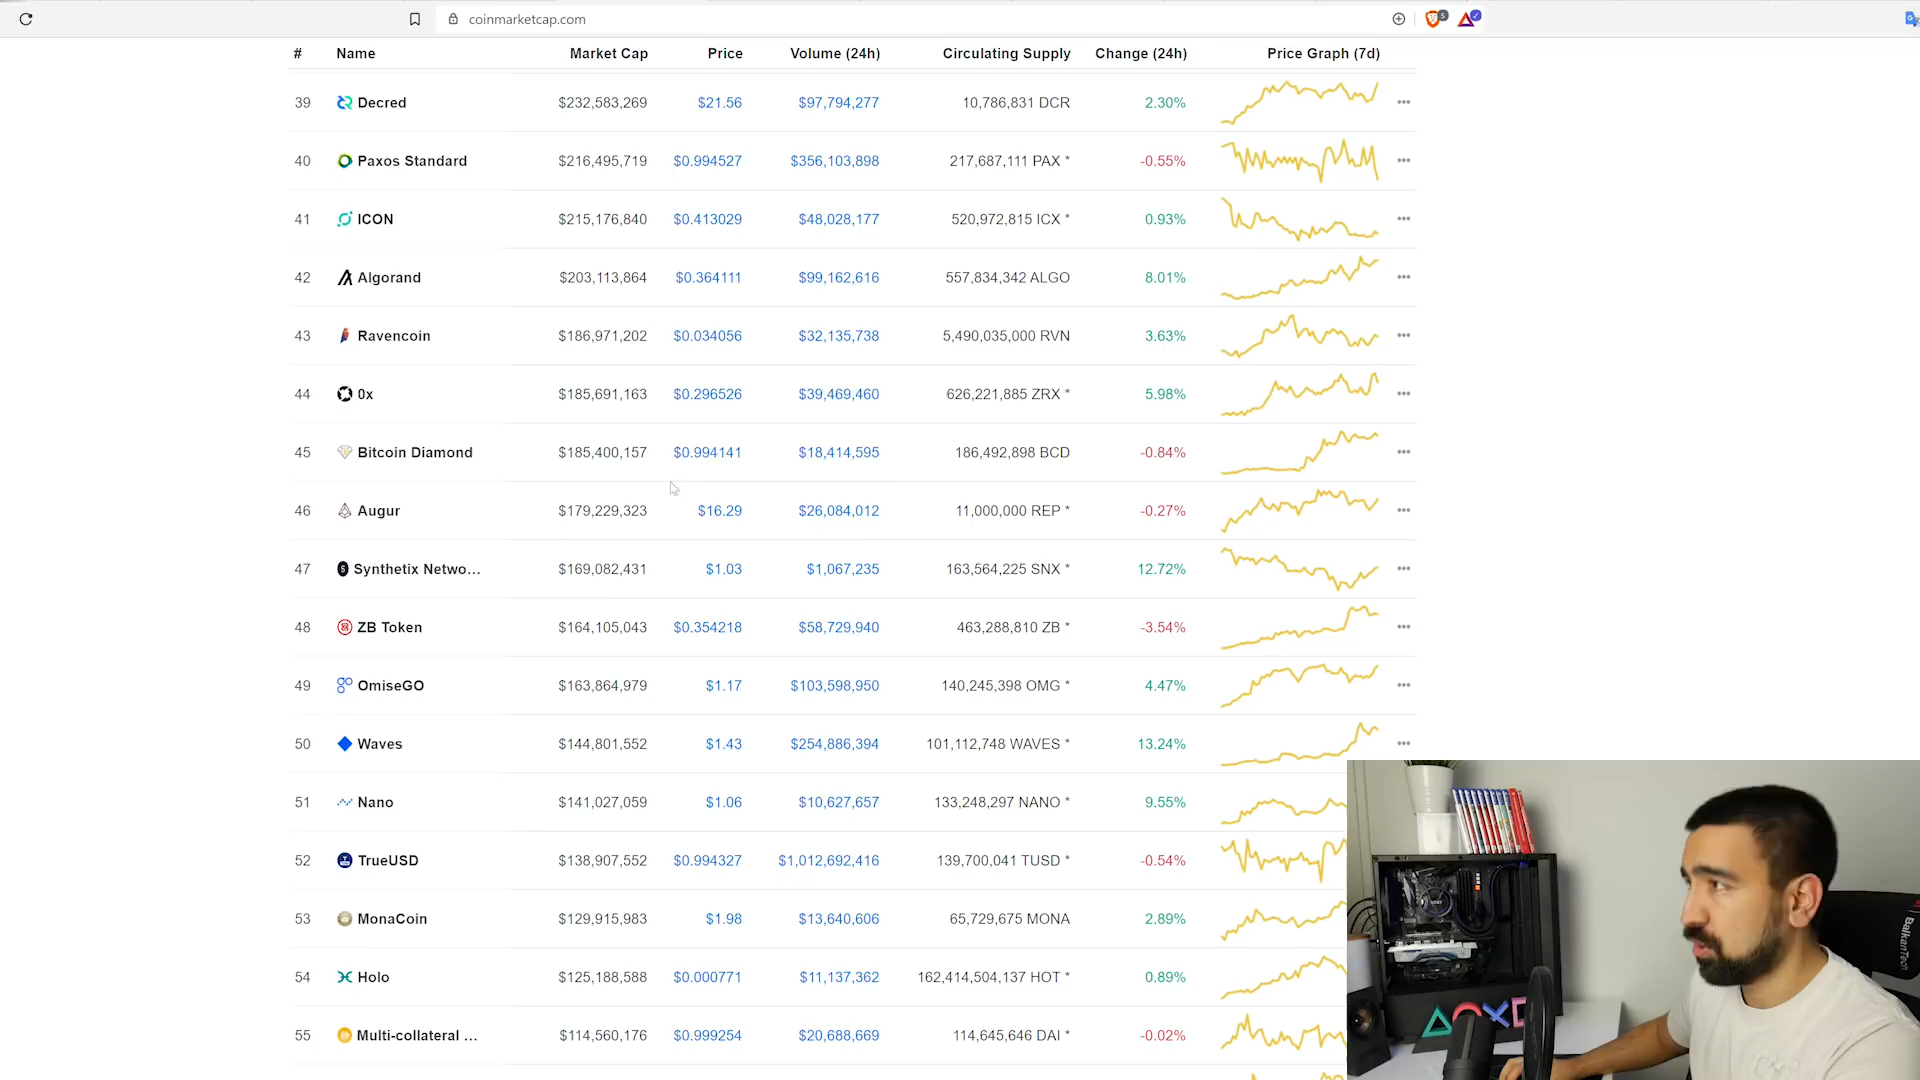 coinmarketcap.com
# Name Market Cap Price Volume (24h) Circulating Supply Change (24h) Price Graph (7d)
39 Decred $232,583,269 $21.56 $97,794,277 10,786,831 DCR 2.30%
40 Paxos Standard $216,495,719 $0.994527 $356,103,898 217,687,111 PAX * -0.55%
41 ICON $215,176,840 $0.413029 $48,028,177 520,972,815 ICX * 0.93%
42 Algorand $203,113,864 $0.364111 $99,162,616 557,834,342 ALGO 8.01%
43 Ravencoin $186,971,202 $0.034056 $32,135,738 5,490,035,000 RVN 3.63%
44 0x $185,691,163 $0.296526 $39,469,460 626,221,885 ZRX * 5.98%
45 Bitcoin Diamond $185,400,157 $0.994141 $18,414,595 186,492,898 BCD -0.84%
46 Augur $179,229,323 $16.29 $26,084,012 11,000,000 REP * -0.27%
47 Synthetix Netwo... $169,082,431 $1.03 $1,067,235 163,564,225 SNX * 12.72%
48 ZB Token $164,105,043 $0.354218 $58,729,940 463,288,810 ZB * -3.54%
49 OmiseGO $163,864,979 $1.17 $103,598,950 140,245,398 OMG * 4.47%
50 Waves $144,801,552 $1.43 $254,886,394 101,112,748 WAVES * 13.24%
51 Nano $141,027,059 $1.06 $10,627,657 133,248,297 NANO * 9.55%
52 TrueUSD $138,907,552 $0.994327 $1,012,692,416 139,700,041 TUSD * -0.54%
53 MonaCoin $129,915,983 $1.98 $13,640,606 65,729,675 MONA 2.89%
54 Holo $125,188,588 $0.000771 $11,137,362 162,414,504,137 HOT * 0.89%
55 Multi-collateral ... $114,560,176 $0.999254 $20,688,669 114,645,646 DAI * -0.02%
BalkanTech